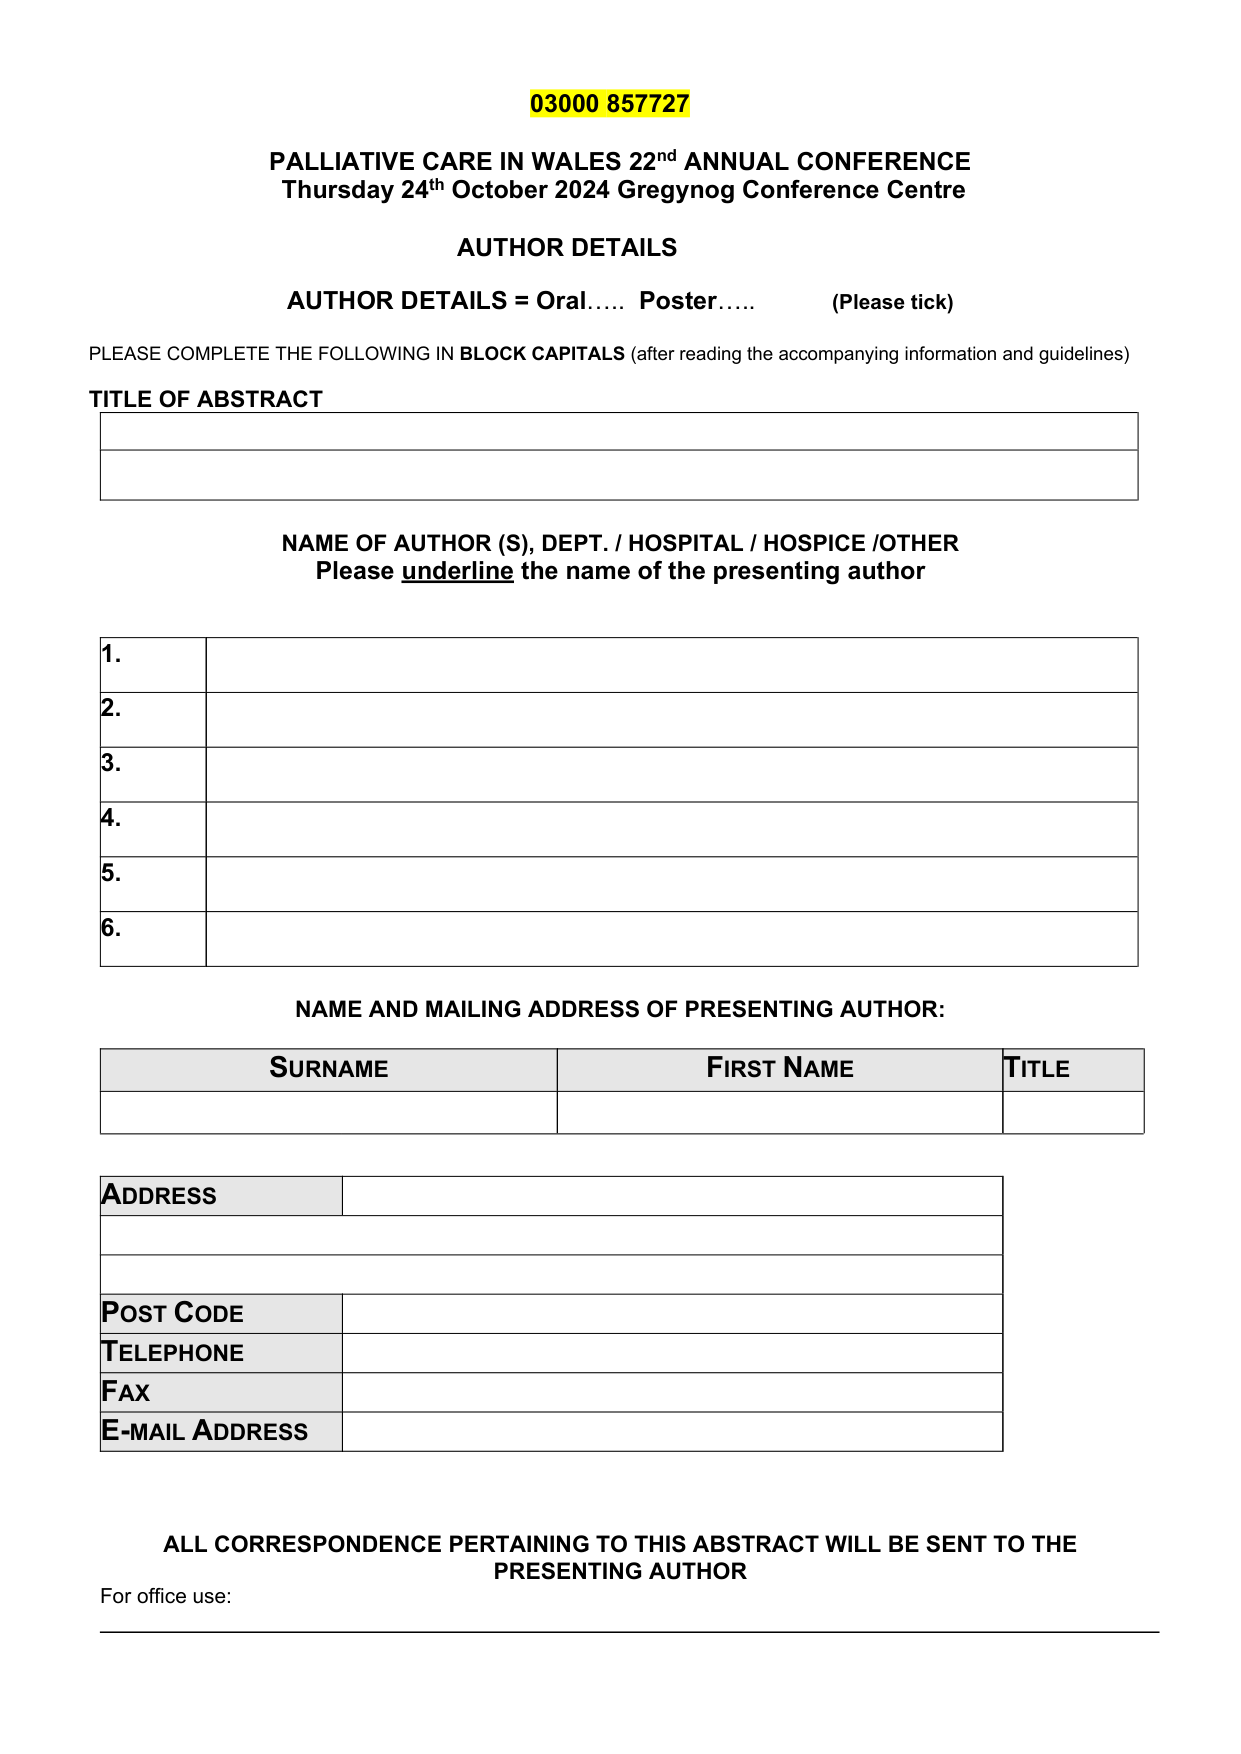 03000 857727
PALLIATIVE CARE IN WALES 22nd ANNUAL CONFERENCE
Thursday 24th October 2024 Gregynog Conference Centre
AUTHOR DETAILS
AUTHOR DETAILS = Oral….. Poster….. (Please tick)
PLEASE COMPLETE THE FOLLOWING IN BLOCK CAPITALS (after reading the accompanying information and guidelines)
TITLE OF ABSTRACT
NAME OF AUTHOR (S), DEPT. / HOSPITAL / HOSPICE /OTHER
Please underline the name of the presenting author
1.
2.
3.
4.
5.
6.
NAME AND MAILING ADDRESS OF PRESENTING AUTHOR:
SURNAME FIRST NAME TITLE
ADDRESS
POST CODE
TELEPHONE
FAX
E-MAIL ADDRESS
ALL CORRESPONDENCE PERTAINING TO THIS ABSTRACT WILL BE SENT TO THE
PRESENTING AUTHOR
For office use: